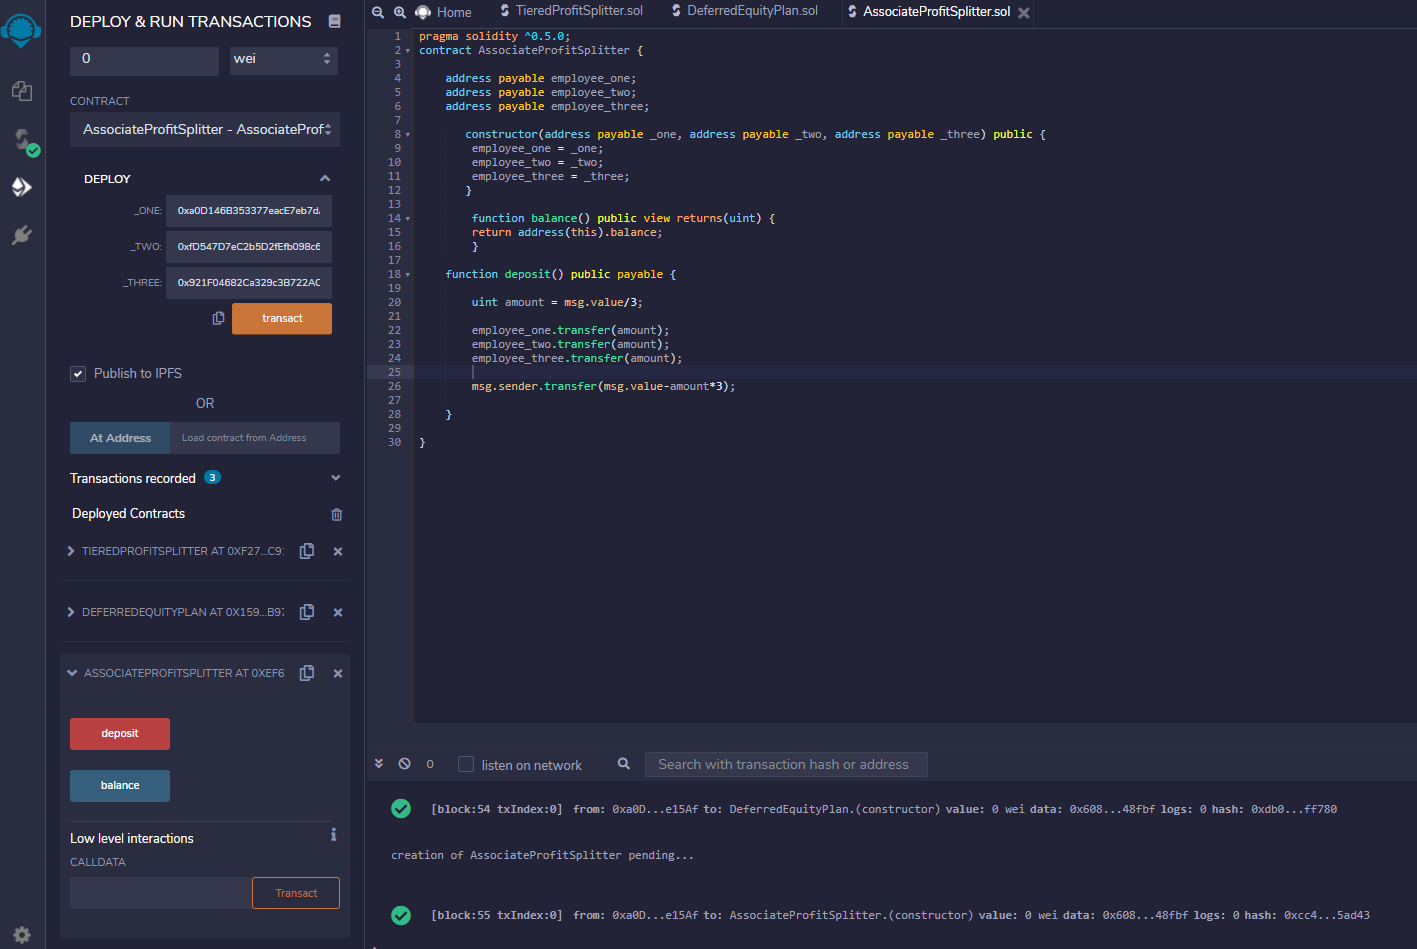 DEPLOY & RUN TRANSACTIONS
0
wei
CONTRACT
AssociateProfitSplitter - AssociateProf
DEPLOY
_ONE:
0xa0D146B353377eacE7eb7d
_TWO:
0xfD547D7eC2b5D2fEfb098c6
_THREE:
0x921F04682Ca329c3B722AC
transact
Publish to IPFS
OR
At Address
Load contract from Address
Transactions recorded 3
Deployed Contracts
TIEREDPROFITSPLITTER AT 0XF27...C91
DEFERREDEQUITYPLAN AT 0X159...B97
ASSOCIATEPROFITSPLITTER AT 0XEF6
deposit
balance
Low level interactions
CALLDATA
Transact
Home
TieredProfitSplitter.sol
DeferredEquityPlan.sol
AssociateProfitSplitter.sol
1 pragma solidity ^0.5.0;
2 contract AssociateProfitSplitter {
3
4 address payable employee_one;
5 address payable employee_two;
6 address payable employee_three;
7
8 constructor(address payable _one, address payable _two, address payable _three) public {
9 employee_one = _one;
10 employee_two = _two;
11 employee_three = _three;
12 }
13
14 function balance() public view returns(uint) {
15 return address(this).balance;
16 }
17
18 function deposit() public payable {
19
20 uint amount = msg.value/3;
21
22 employee_one.transfer(amount);
23 employee_two.transfer(amount);
24 employee_three.transfer(amount);
25
26 msg.sender.transfer(msg.value-amount*3);
27
28 }
29
30 }
0
listen on network
Search with transaction hash or address
[block:54 txIndex:0] from: 0xa0D...e15Af to: DeferredEquityPlan.(constructor) value: 0 wei data: 0x608...48fbf logs: 0 hash: 0xdb0...ff780
creation of AssociateProfitSplitter pending...
[block:55 txIndex:0] from: 0xa0D...e15Af to: AssociateProfitSplitter.(constructor) value: 0 wei data: 0x608...48fbf logs: 0 hash: 0xcc4...5ad43